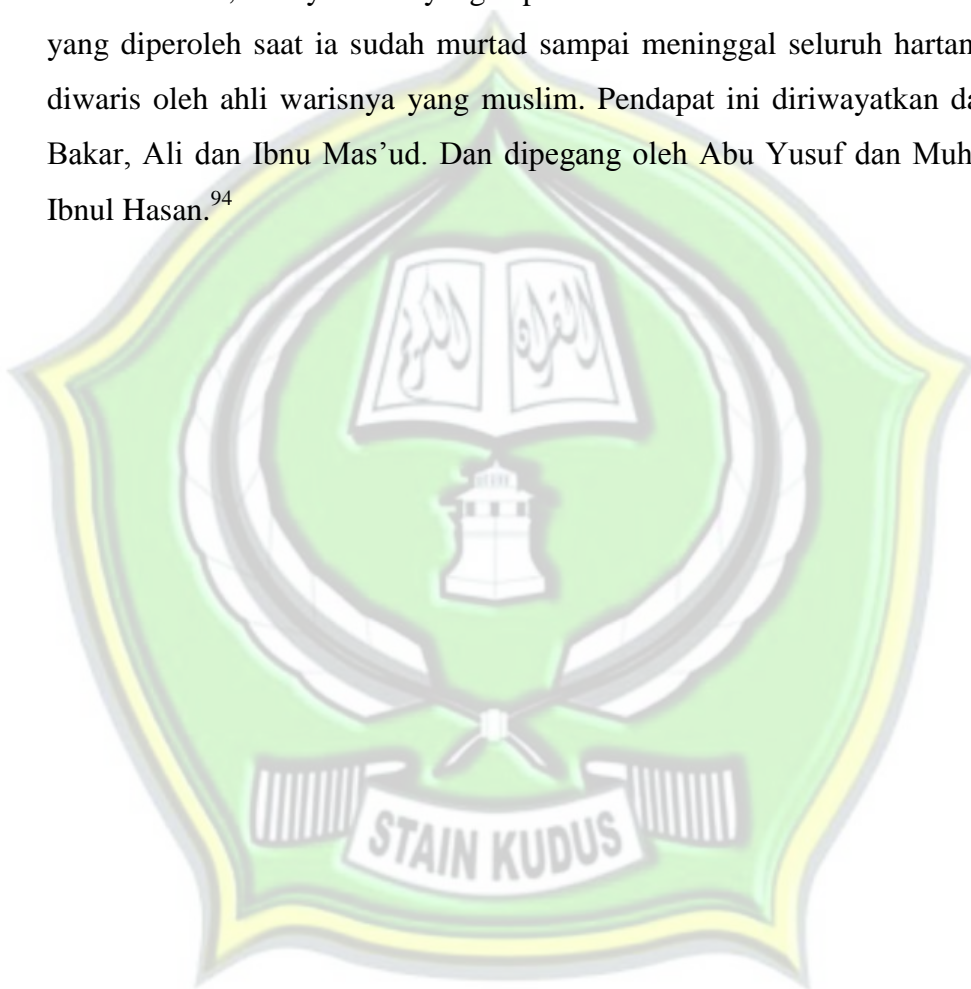 yang diperoleh saat ia sudah murtad sampai meninggal seluruh hartan
diwaris oleh ahli warisnya yang muslim. Pendapat ini diriwayatkan da
Bakar, Ali dan Ibnu Mas’ud. Dan dipegang oleh Abu Yusuf dan Muh
Ibnul Hasan.94
القرآن الكريم
STAIN KUDUS